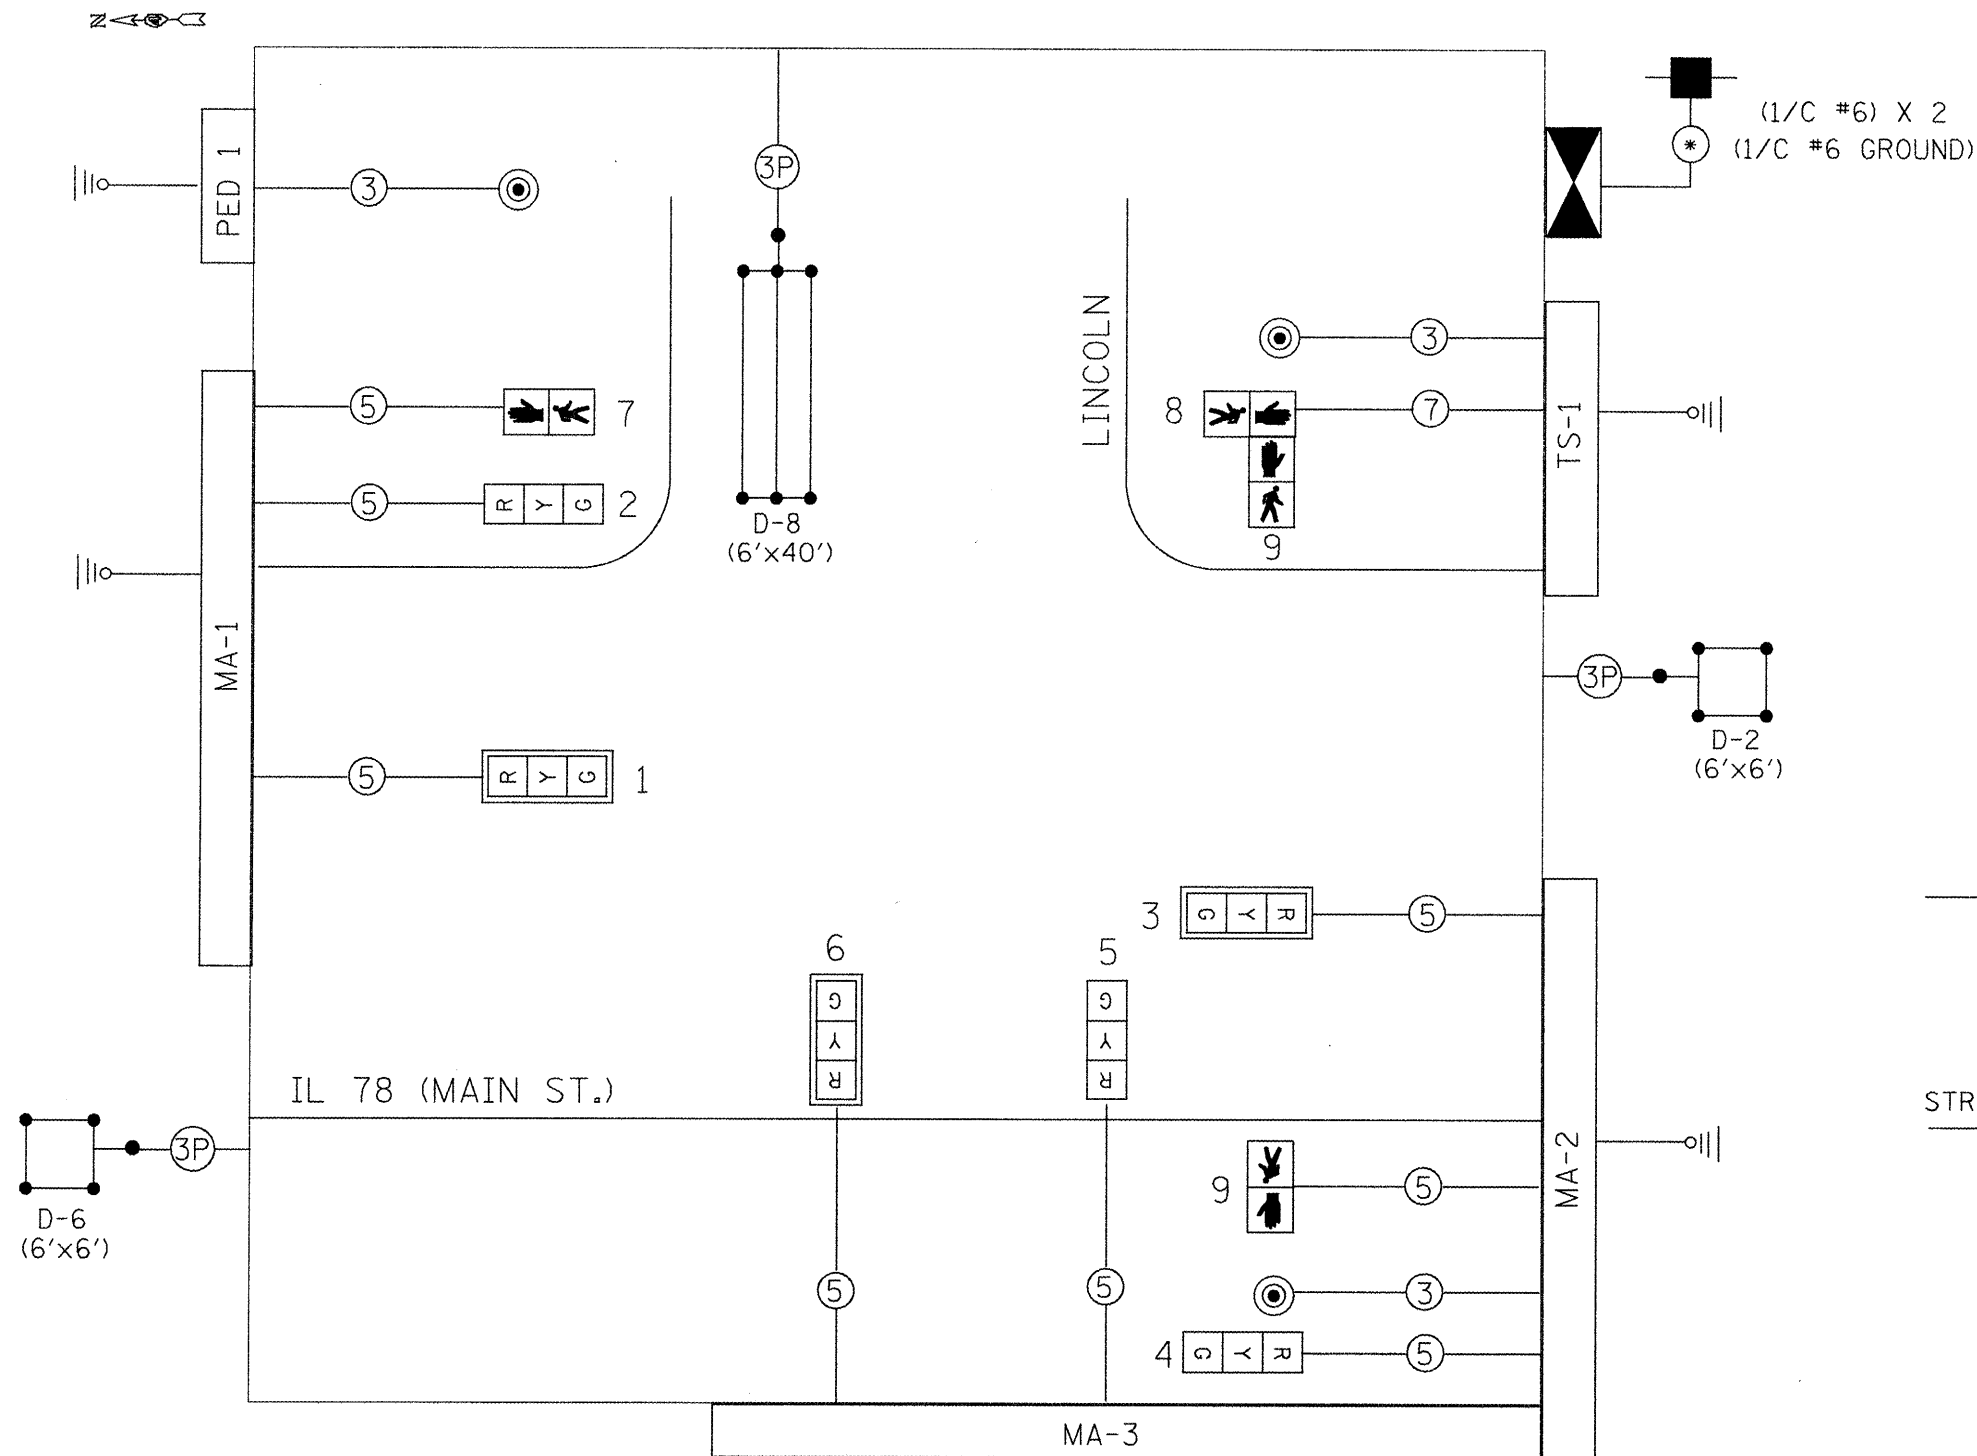 N
(1/C #6) X 2
(1/C #6 GROUND)
*
PED 1
3
3P
LINCOLN
3
5
7
8
7
TS-1
5
R Y G
2
D-8
(6'x40')
9
MA-1
3P
D-2
(6'x6')
5
R Y G
1
3
G Y R
5
6
G
Y
R
5
G
Y
R
IL 78 (MAIN ST.)
STR
3P
D-6
(6'x6')
9
5
MA-2
5
5
3
4
G Y R
5
MA-3